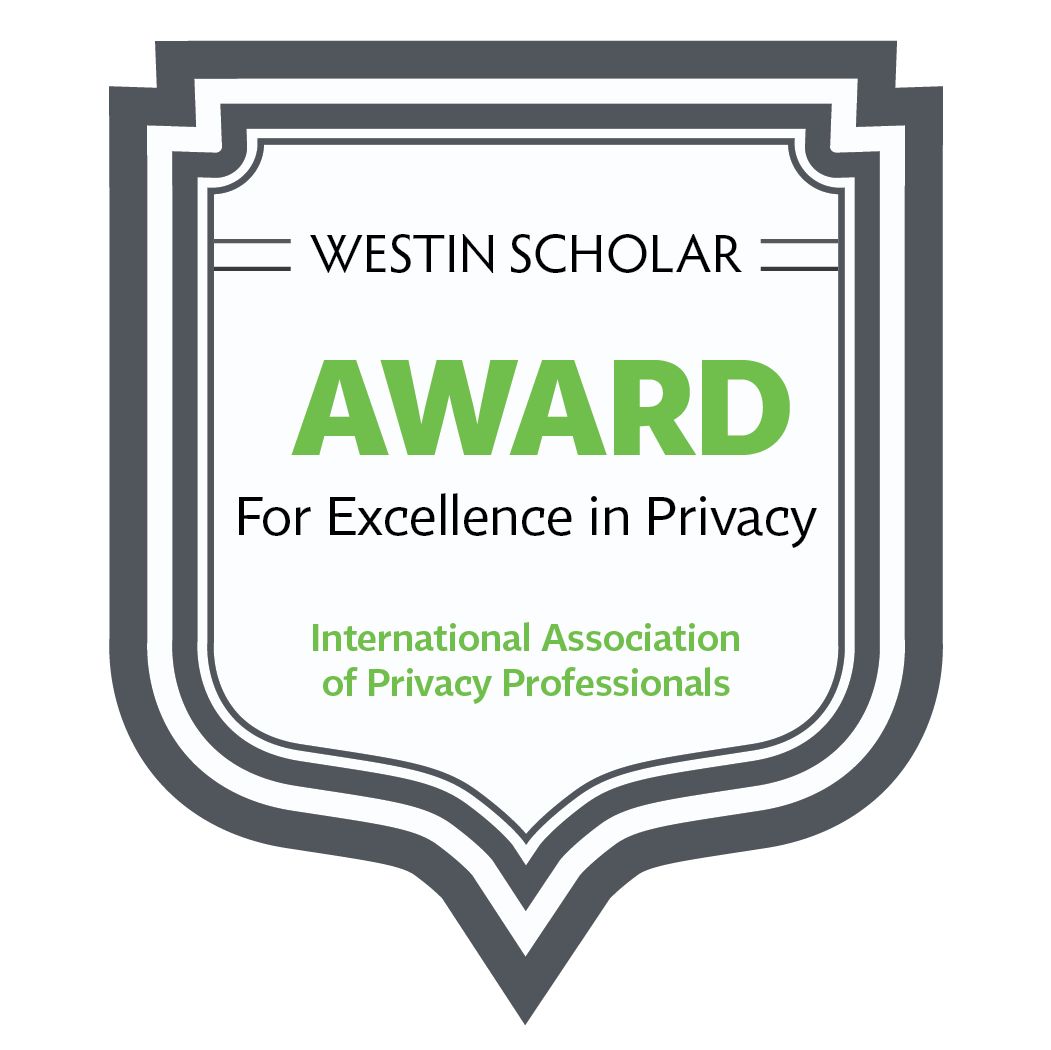 WESTIN SCHOLAR
AWARD
For Excellence in Privacy
International Association
of Privacy Professionals